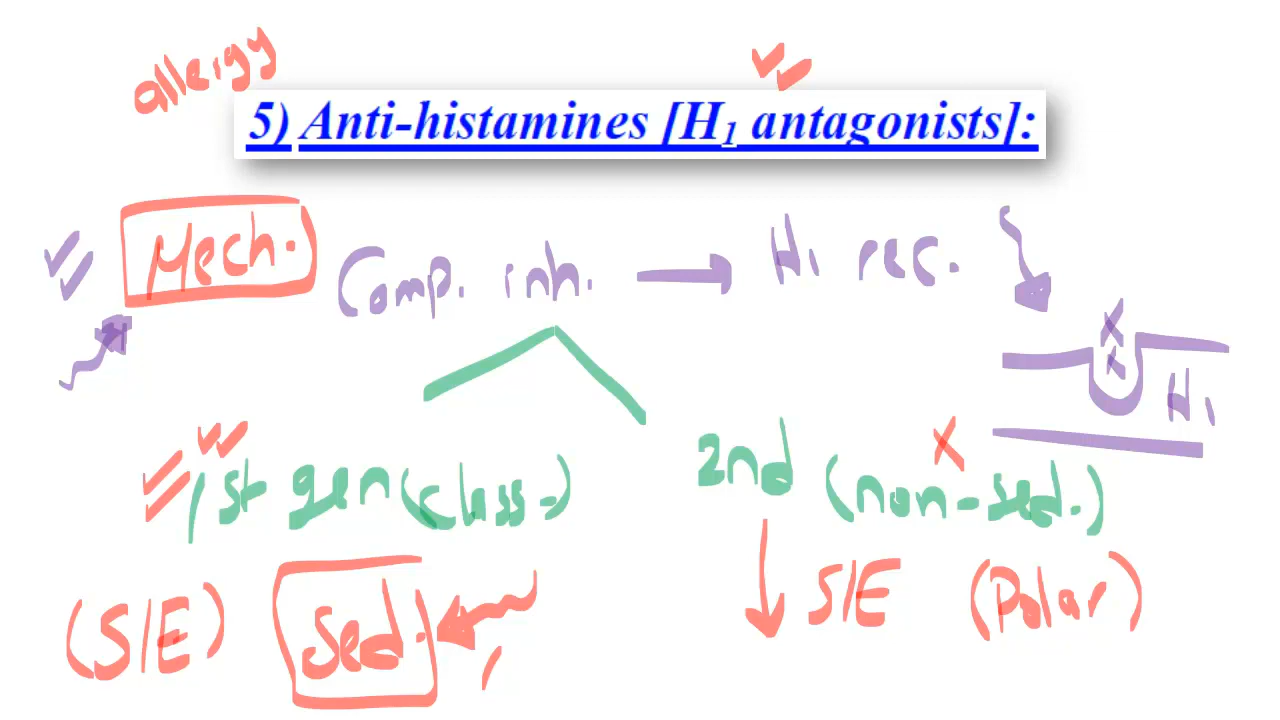 allergy
5) Anti-histamines [H₁ antagonists]:
Mech. Comp. inh. → H1 rec.
H1
1st gen (class.) 2nd (non-sed.)
(S/E) Sed. ↓ S/E (Polar)